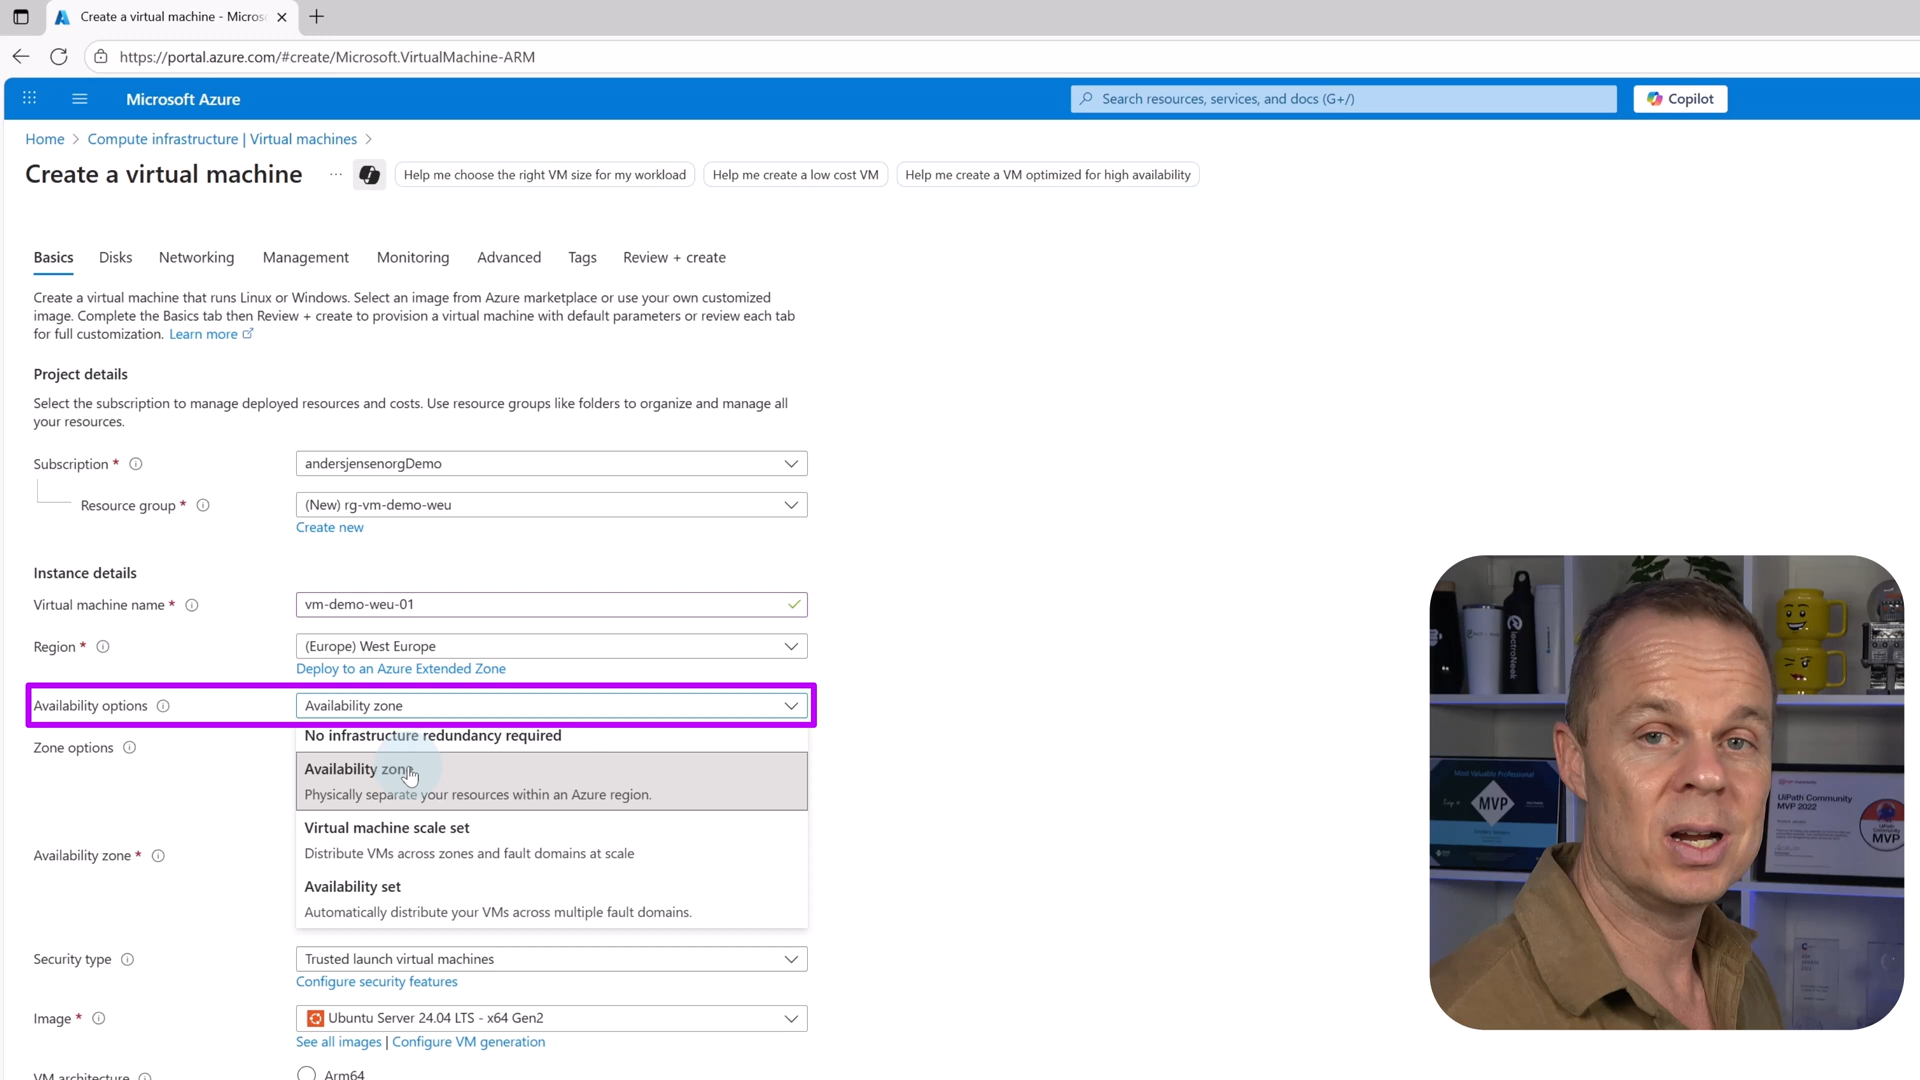 Create a virtual machine - Micros
https://portal.azure.com/#create/Microsoft.VirtualMachine-ARM
Microsoft Azure
Search resources, services, and docs (G+/)
Copilot
Home > Compute infrastructure | Virtual machines >
Create a virtual machine ...
Help me choose the right VM size for my workload
Help me create a low cost VM
Help me create a VM optimized for high availability
Basics Disks Networking Management Monitoring Advanced Tags Review + create
Create a virtual machine that runs Linux or Windows. Select an image from Azure marketplace or use your own customized
image. Complete the Basics tab then Review + create to provision a virtual machine with default parameters or review each tab
for full customization. Learn more
Project details
Select the subscription to manage deployed resources and costs. Use resource groups like folders to organize and manage all
your resources.
Subscription * andersjensenorgDemo
Resource group * (New) rg-vm-demo-weu
Create new
Instance details
Virtual machine name * vm-demo-weu-01
Region * (Europe) West Europe
Deploy to an Azure Extended Zone
Availability options Availability zone
No infrastructure redundancy required
Zone options
Availability zone
Physically separate your resources within an Azure region.
Virtual machine scale set
Distribute VMs across zones and fault domains at scale
Availability zone *
Availability set
Automatically distribute your VMs across multiple fault domains.
Security type Trusted launch virtual machines
Configure security features
Image * Ubuntu Server 24.04 LTS - x64 Gen2
See all images | Configure VM generation
VM architecture Arm64
ElectroNeek
Most Valuable Professional
MVP
UiPath Community
MVP 2022
UiPath
Community
MVP